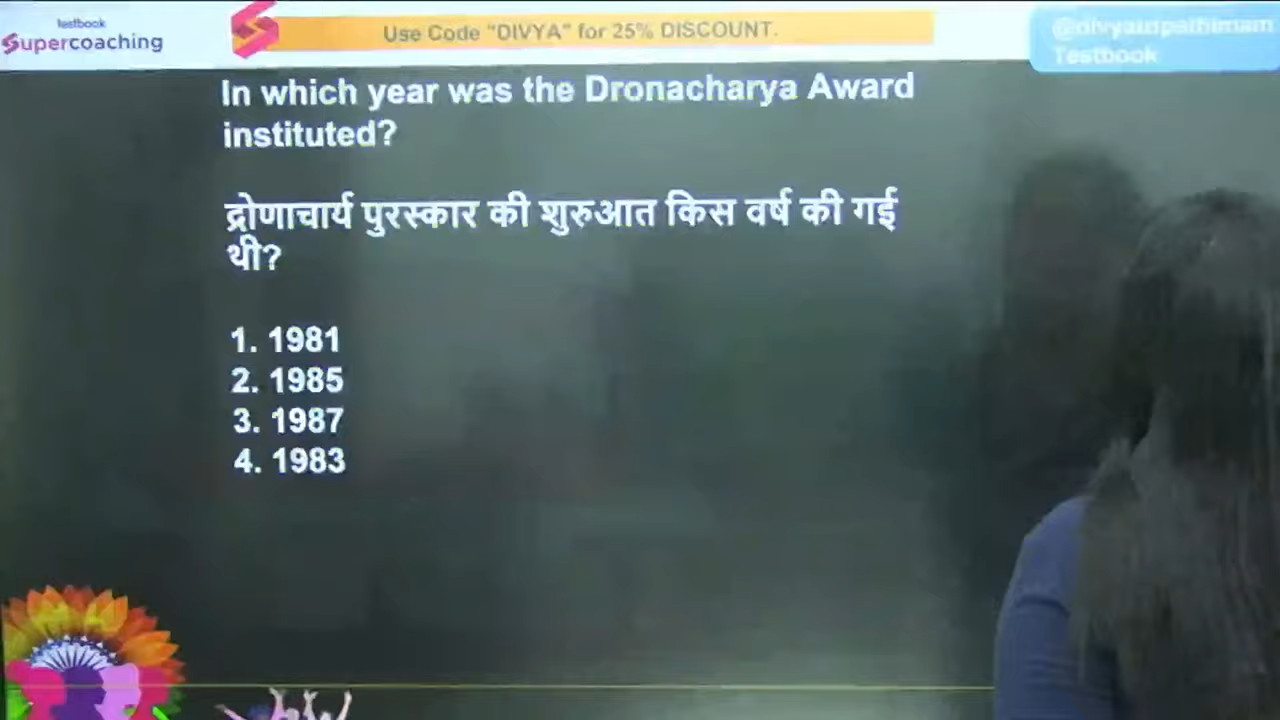 testbook
Supercoaching
Use Code "DIVYA" for 25% DISCOUNT.
Testbook
In which year was the Dronacharya Award
instituted?
द्रोणाचार्य पुरस्कार की शुरुआत किस वर्ष की गई
थी?
1. 1981
2. 1985
3. 1987
4. 1983